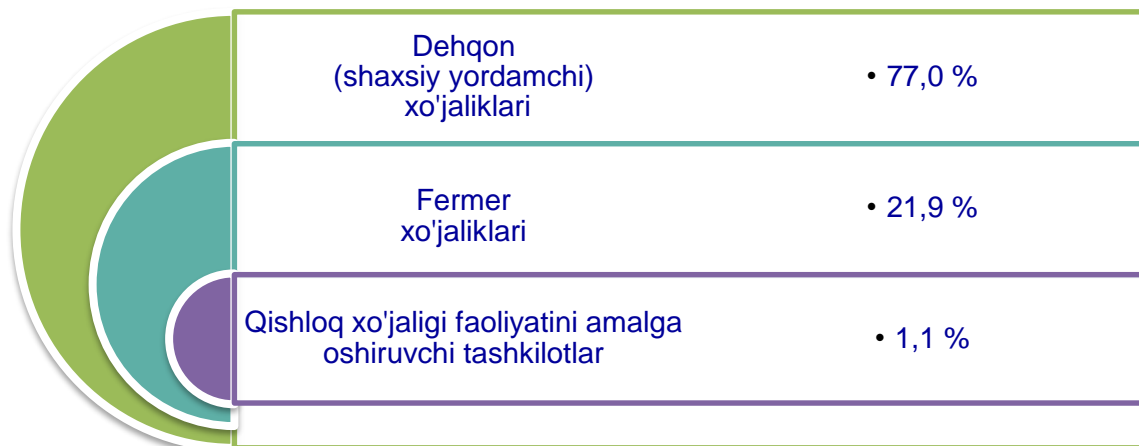 Dehqon
(shaxsiy yordamchi)
xo'jaliklari
• 77,0 %
Fermer
xo'jaliklari
• 21,9 %
Qishloq xo'jaligi faoliyatini amalga
oshiruvchi tashkilotlar
• 1,1 %